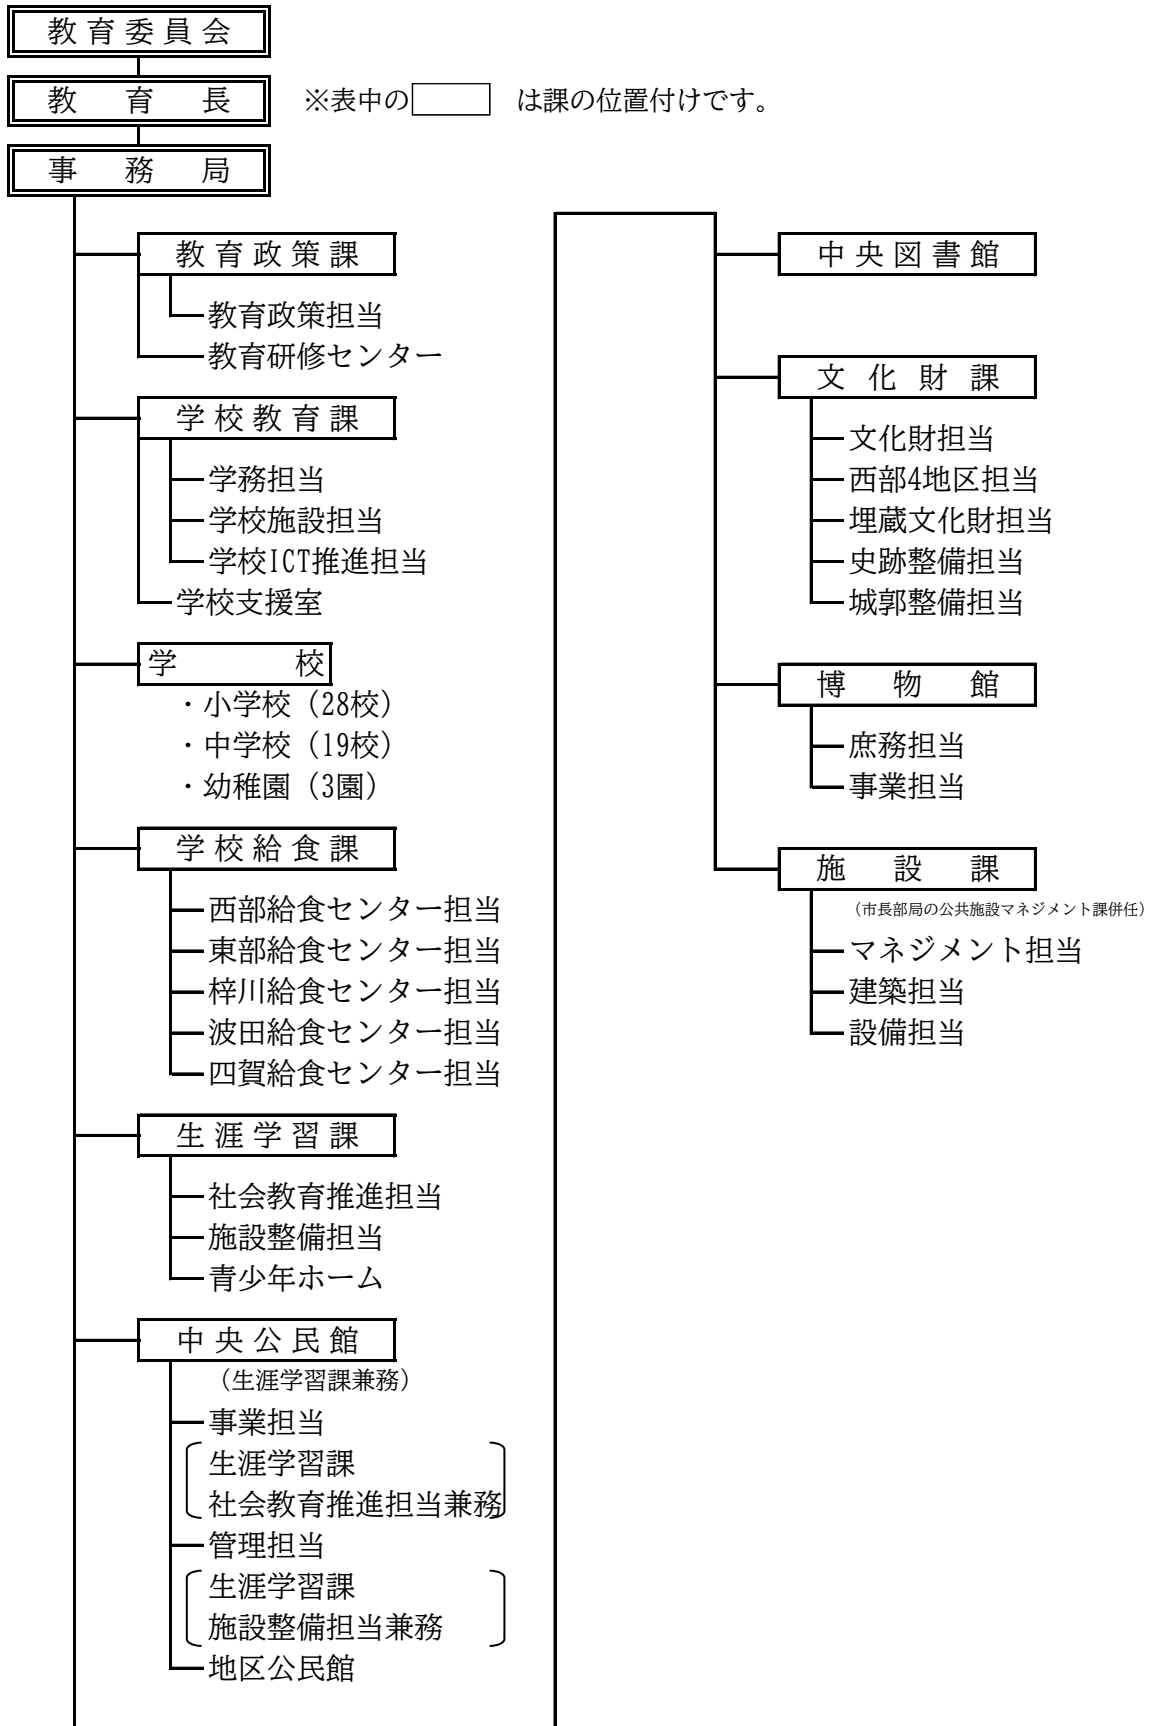 教育委員会
教育長
※表中の　　　は課の位置付けです。
事務局
教育政策課
教育政策担当
教育研修センター
学校教育課
学務担当
学校施設担当
学校ICT推進担当
学校支援室
学校
・小学校（28校）
・中学校（19校）
・幼稚園（3園）
学校給食課
西部給食センター担当
東部給食センター担当
梓川給食センター担当
波田給食センター担当
四賀給食センター担当
生涯学習課
社会教育推進担当
施設整備担当
青少年ホーム
中央公民館
（生涯学習課兼務）
事業担当
生涯学習課
社会教育推進担当兼務
管理担当
生涯学習課
施設整備担当兼務
地区公民館
中央図書館
文化財課
文化財担当
西部4地区担当
埋蔵文化財担当
史跡整備担当
城郭整備担当
博物館
庶務担当
事業担当
施設課
（市長部局の公共施設マネジメント課併任）
マネジメント担当
建築担当
設備担当